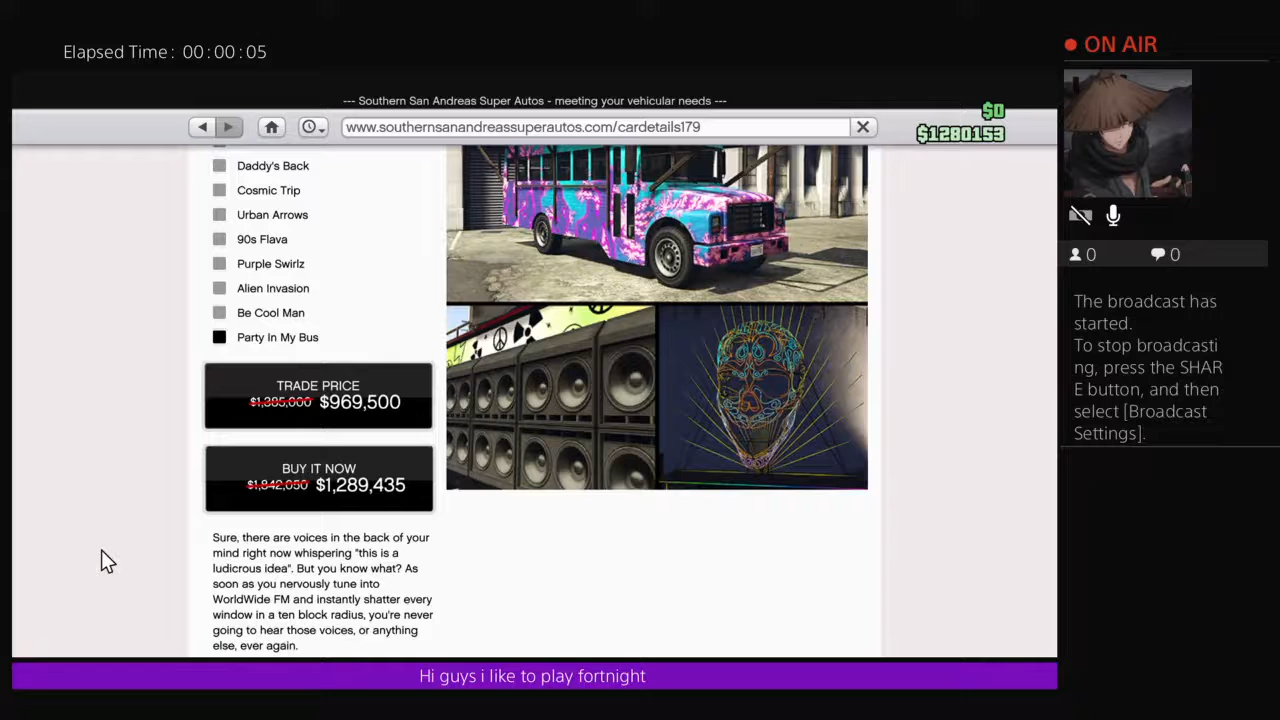 Elapsed Time: 00:00:05
ON AIR
--- Southern San Andreas Super Autos - meeting your vehicular needs ---
www.southernsanandreassuperautos.com/cardetails179
$0
$1280153
Daddy's Back
Cosmic Trip
Urban Arrows
90s Flava
Purple Swirlz
Alien Invasion
Be Cool Man
Party In My Bus
TRADE PRICE
$1,385,000 $969,500
BUY IT NOW
$1,842,050 $1,289,435
Sure, there are voices in the back of your
mind right now whispering "this is a
ludicrous idea". But you know what? As
soon as you nervously tune into
WorldWide FM and instantly shatter every
window in a ten block radius, you're never
going to hear those voices, or anything
else, ever again.
0 0
The broadcast has
started.
To stop broadcasti
ng, press the SHAR
E button, and then
select [Broadcast
Settings].
Hi guys i like to play fortnight